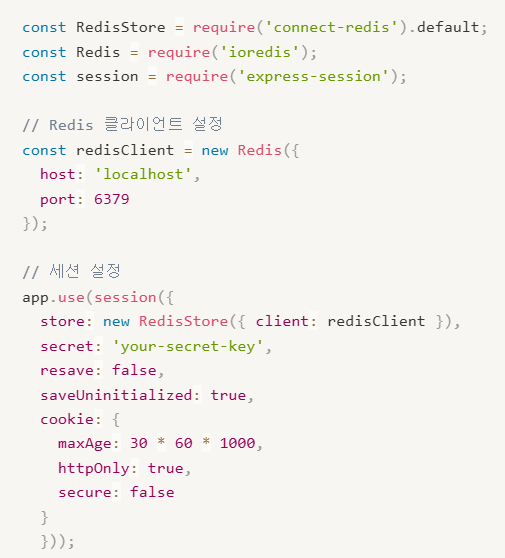 const RedisStore = require('connect-redis').default;
const Redis = require('ioredis');
const session = require('express-session');

// Redis 클라이언트 설정
const redisClient = new Redis({
  host: 'localhost',
  port: 6379
});

// 세션 설정
app.use(session({
  store: new RedisStore({ client: redisClient }),
  secret: 'your-secret-key',
  resave: false,
  saveUninitialized: true,
  cookie: {
    maxAge: 30 * 60 * 1000,
    httpOnly: true,
    secure: false
  }
  }));